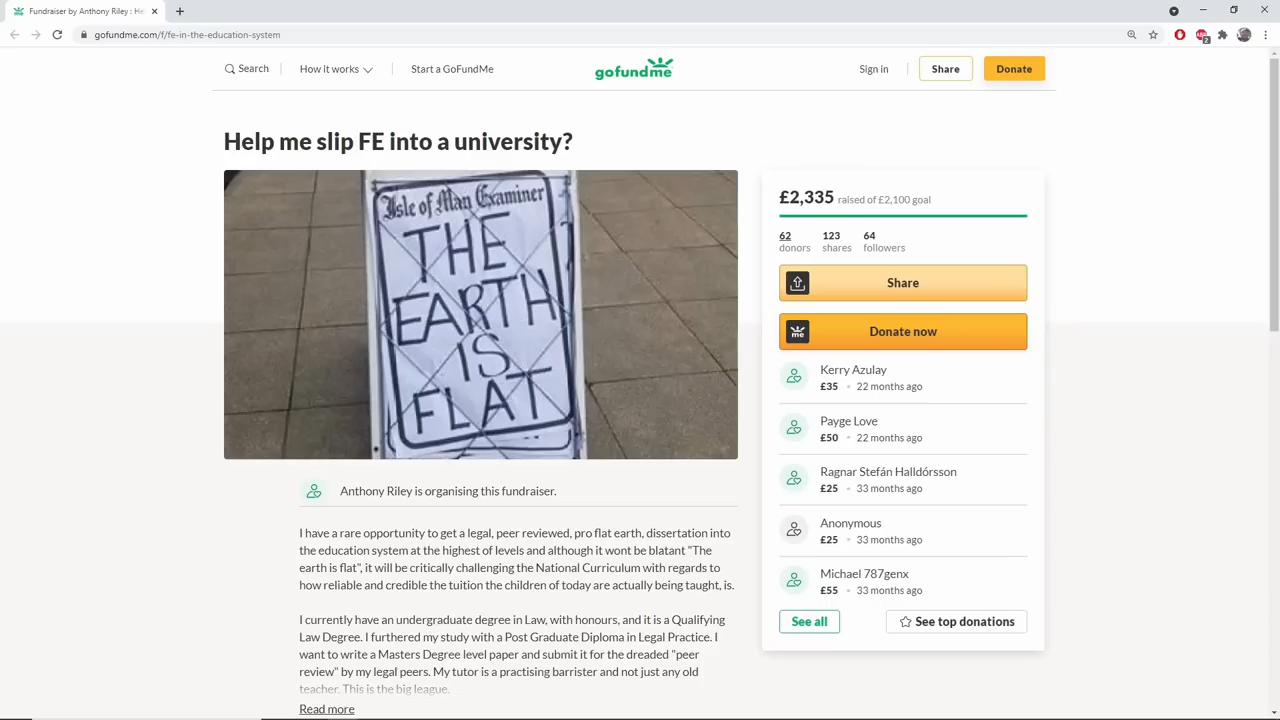 Fundraiser by Anthony Riley : He
gofundme.com/f/fe-in-the-education-system
2
Search
How it works
Start a GoFundMe
gofundme
Sign in
Share
Donate
Help me slip FE into a university?
Isle of Man Examiner
THE
EARTH
IS
FLAT
£2,335 raised of £2,100 goal
62 123 64
donors shares followers
Share
me
Donate now
Kerry Azulay
£35 • 22 months ago
Payge Love
£50 • 22 months ago
Ragnar Stefán Halldórsson
£25 • 33 months ago
Anonymous
£25 • 33 months ago
Michael 787genx
£55 • 33 months ago
See all
See top donations
Anthony Riley is organising this fundraiser.
I have a rare opportunity to get a legal, peer reviewed, pro flat earth, dissertation into
the education system at the highest of levels and although it wont be blatant "The
earth is flat", it will be critically challenging the National Curriculum with regards to
how reliable and credible the tuition the children of today are actually being taught, is.
I currently have an undergraduate degree in Law, with honours, and it is a Qualifying
Law Degree. I furthered my study with a Post Graduate Diploma in Legal Practice. I
want to write a Masters Degree level paper and submit it for the dreaded "peer
review" by my legal peers. My tutor is a practising barrister and not just any old
teacher. This is the big league.
Read more